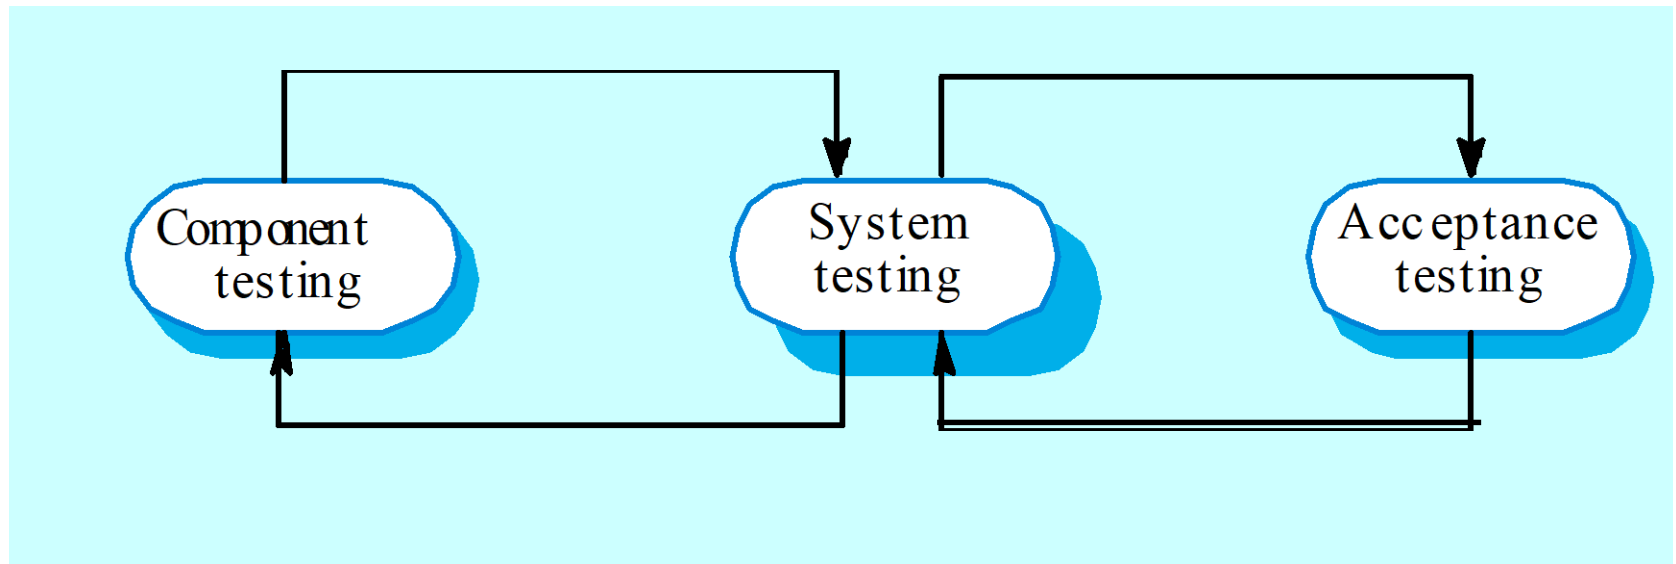 Component
testing
System
testing
Acceptance
testing